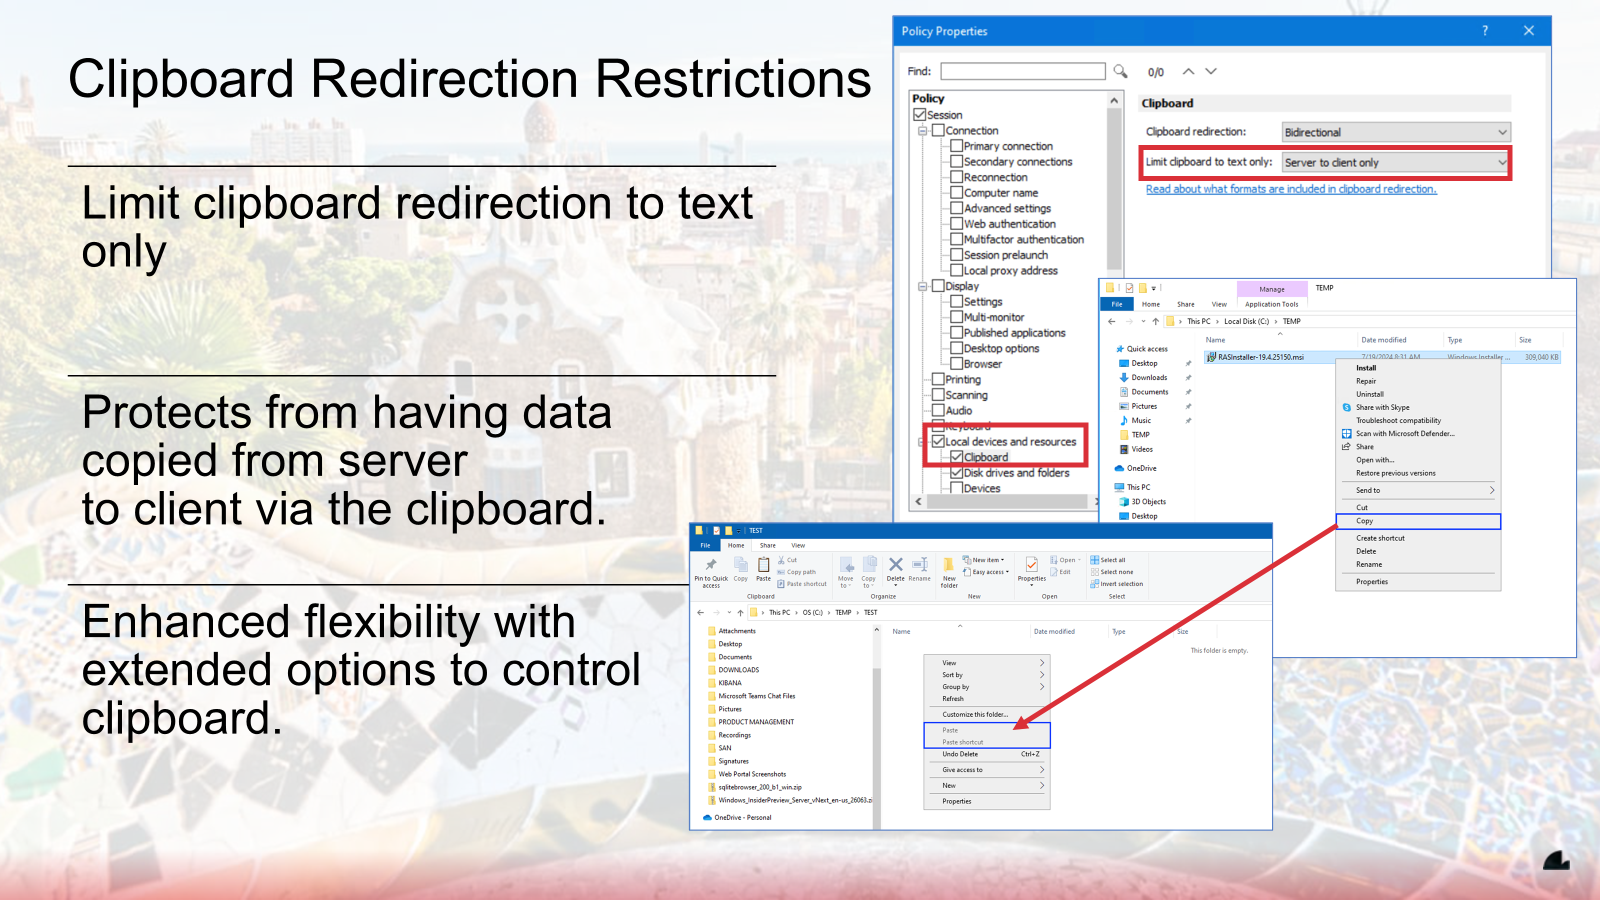 Clipboard Redirection Restrictions
Limit clipboard redirection to text
only
Protects from having data
copied from server
to client via the clipboard.
Enhanced flexibility with
extended options to control
clipboard.
Policy Properties
?
Find:
0/0
Policy
Session
Connection
Primary connection
Secondary connections
Reconnection
Computer name
Advanced settings
Web authentication
Multifactor authentication
Session prelaunch
Local proxy address
Display
Settings
Multi-monitor
Published applications
Desktop options
Browser
Printing
Scanning
Audio
Keyboard
Local devices and resources
Clipboard
Disk drives and folders
Devices
Clipboard
Clipboard redirection: Bidirectional
Limit clipboard to text only: Server to client only
Read about what formats are included in clipboard redirection.
Manage TEMP
File Home Share View Application Tools
This PC > Local Disk (C:) > TEMP
Name Date modified Type Size
RASInstaller-19.4.25150.msi 7/19/2024 8:31 AM Windows Installer ... 309,040 KB
Quick access
Desktop
Downloads
Documents
Pictures
Music
TEMP
Videos
OneDrive
This PC
3D Objects
Desktop
Install
Repair
Uninstall
Share with Skype
Troubleshoot compatibility
Scan with Microsoft Defender...
Share
Open with...
Restore previous versions
Send to
Cut
Copy
Create shortcut
Delete
Rename
Properties
TEST
File Home Share View
Pin to Quick access
Copy
Paste
Cut
Copy path
Paste shortcut
Clipboard
Move to
Copy to
Delete
Rename
Organize
New folder
New item
Easy access
New
Properties
Open
Edit
Open
Select all
Select none
Invert selection
Select
This PC > OS (C:) > TEMP > TEST
Attachments
Desktop
Documents
DOWNLOADS
KIBANA
Microsoft Teams Chat Files
Pictures
PRODUCT MANAGEMENT
Recordings
SAN
Signatures
Web Portal Screenshots
sqlitebrowser_200_b1_win.zip
Windows_InsiderPreview_Server_vNext_en-us_26063.zi
OneDrive - Personal
Name Date modified Type Size
This folder is empty.
View
Sort by
Group by
Refresh
Customize this folder...
Paste
Paste shortcut
Undo Delete Ctrl+Z
Give access to
New
Properties